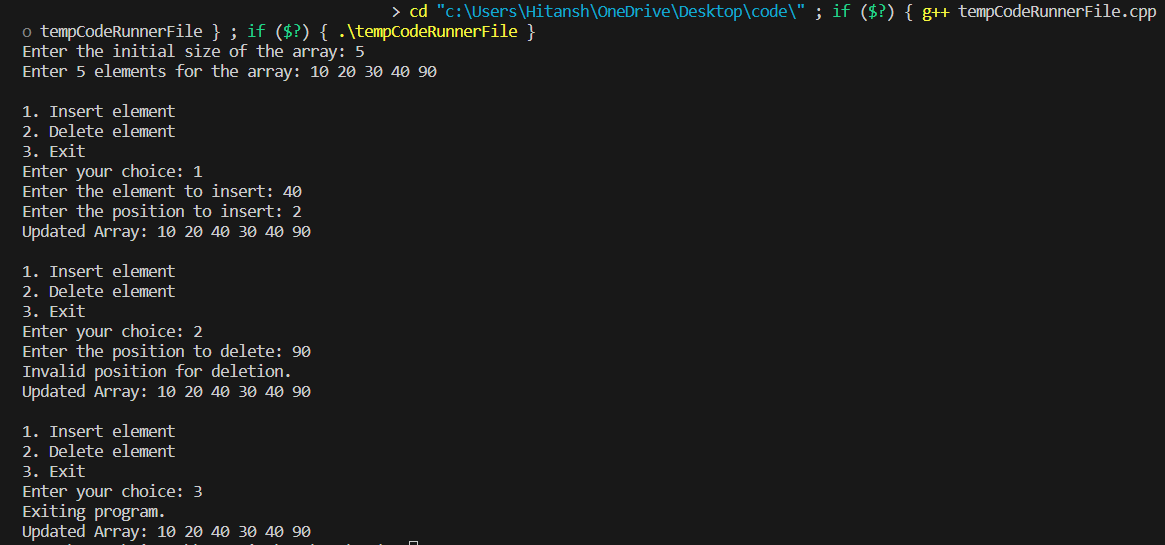 > cd "c:\Users\Hitansh\OneDrive\Desktop\code\" ; if ($?) { g++ tempCodeRunnerFile.cpp
o tempCodeRunnerFile } ; if ($?) { .\tempCodeRunnerFile }
Enter the initial size of the array: 5
Enter 5 elements for the array: 10 20 30 40 90
1. Insert element
2. Delete element
3. Exit
Enter your choice: 1
Enter the element to insert: 40
Enter the position to insert: 2
Updated Array: 10 20 40 30 40 90
1. Insert element
2. Delete element
3. Exit
Enter your choice: 2
Enter the position to delete: 90
Invalid position for deletion.
Updated Array: 10 20 40 30 40 90
1. Insert element
2. Delete element
3. Exit
Enter your choice: 3
Exiting program.
Updated Array: 10 20 40 30 40 90